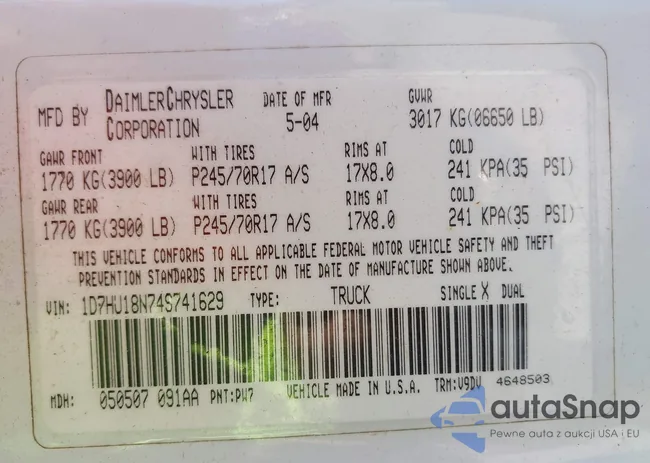 MFD BY DAIMLERCHRYSLER CORPORATION DATE OF MFR 5-04 GVWR 3017 KG(06650 LB)
GAWR FRONT WITH TIRES RIMS AT COLD
1770 KG(3900 LB) P245/70R17 A/S 17X8.0 241 KPA(35 PSI)
GAWR REAR WITH TIRES RIMS AT COLD
1770 KG(3900 LB) P245/70R17 A/S 17X8.0 241 KPA(35 PSI)
THIS VEHICLE CONFORMS TO ALL APPLICABLE FEDERAL MOTOR VEHICLE SAFETY AND THEFT
PREVENTION STANDARDS IN EFFECT ON THE DATE OF MANUFACTURE SHOWN ABOVE.
VIN: 1D7HU18N74S741629 TYPE: TRUCK SINGLE X DUAL
MDH: 050507 091AA PNT:PW7 VEHICLE MADE IN U.S.A. TRM:V9DV 4648503
autaSnap
Pewne auta z aukcji USA · EU